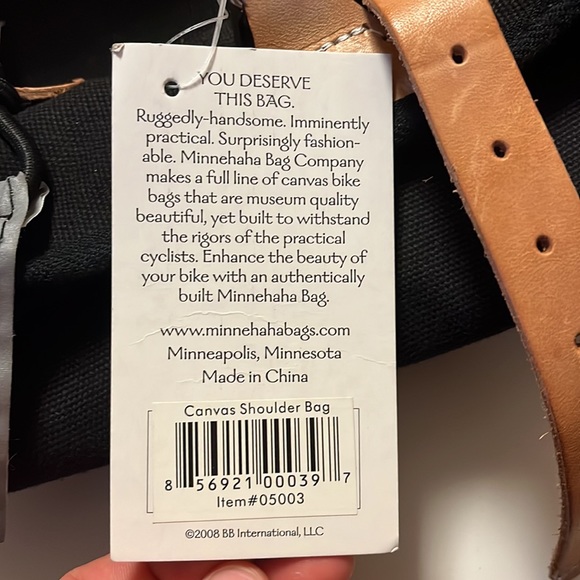 YOU DESERVE
THIS BAG.
Ruggedly-handsome. Imminently
practical. Surprisingly fashion-
able. Minnehaha Bag Company
makes a full line of canvas bike
bags that are museum quality
beautiful, yet built to withstand
the rigors of the practical
cyclists. Enhance the beauty of
your bike with an authentically
built Minnehaha Bag.
www.minnehahabags.com
Minneapolis, Minnesota
Made in China
Canvas Shoulder Bag
8 56921 00039 7
Item#05003
©2008 BB International, LLC